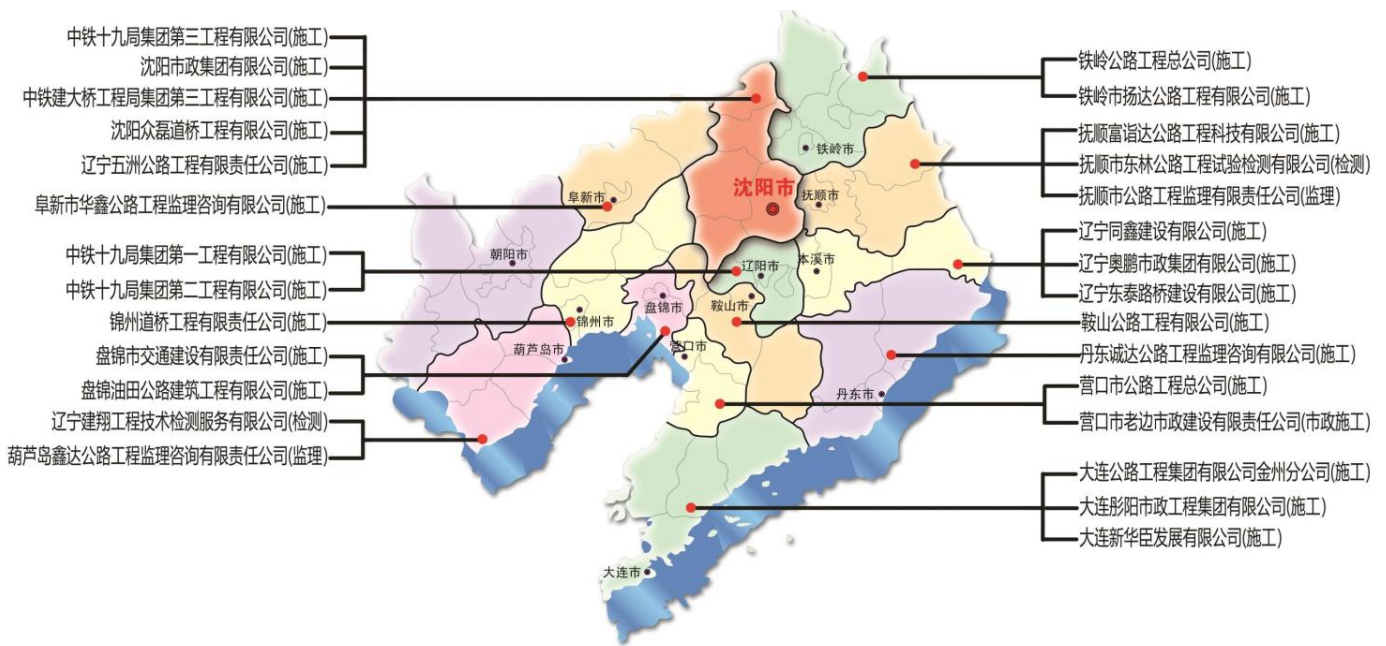 中铁十九局集团第三工程有限公司(施工)
沈阳市政集团有限公司(施工)
中铁建大桥工程局集团第三工程有限公司(施工)
沈阳众磊道桥工程有限公司(施工)
辽宁五洲公路工程有限责任公司(施工)
阜新市华鑫公路工程监理咨询有限公司(施工)
中铁十九局集团第一工程有限公司(施工)
中铁十九局集团第二工程有限公司(施工)
锦州道桥工程有限责任公司(施工)
盘锦市交通建设有限责任公司(施工)
盘锦油田公路建筑工程有限公司(施工)
辽宁建翔工程技术检测服务有限公司(检测)
葫芦岛鑫达公路工程监理咨询有限责任公司(监理)
铁岭市
沈阳市
抚顺市
阜新市
朝阳市
辽阳市
本溪市
盘锦市
鞍山市
锦州市
葫芦岛市
营口市
丹东市
大连市
铁岭公路工程总公司(施工)
铁岭市扬达公路工程有限公司(施工)
抚顺富诣达公路工程科技有限公司(施工)
抚顺市东林公路工程试验检测有限公司(检测)
抚顺市公路工程监理有限责任公司(监理)
辽宁同鑫建设有限公司(施工)
辽宁奥鹏市政集团有限公司(施工)
辽宁东泰路桥建设有限公司(施工)
鞍山公路工程有限公司(施工)
丹东诚达公路工程监理咨询有限公司(施工)
营口市公路工程总公司(施工)
营口市老边市政建设有限责任公司(市政施工)
大连公路工程集团有限公司金州分公司(施工)
大连彤阳市政工程集团有限公司(施工)
大连新华臣发展有限公司(施工)